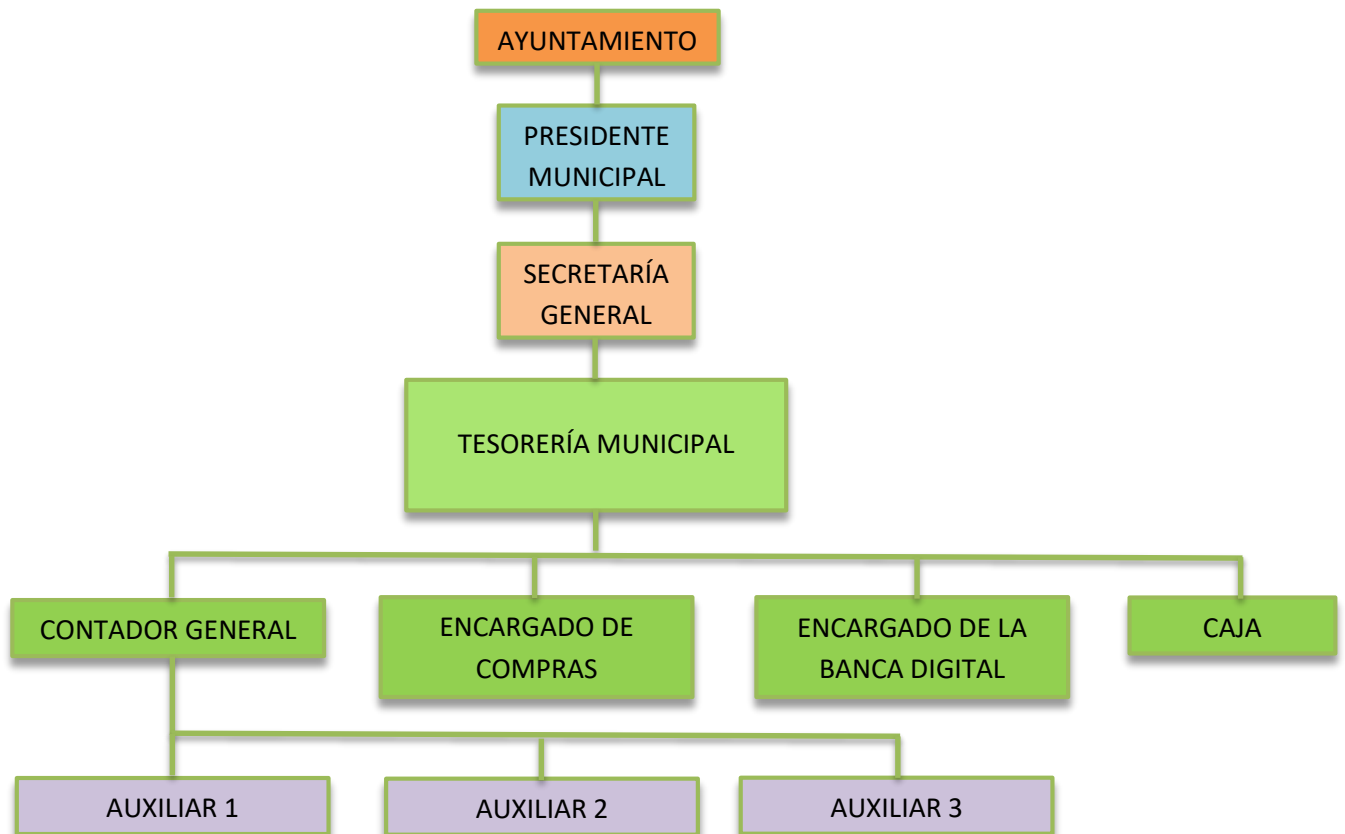 AYUNTAMIENTO
PRESIDENTE
MUNICIPAL
SECRETARÍA
GENERAL
TESORERÍA MUNICIPAL
CONTADOR GENERAL
ENCARGADO DE
COMPRAS
ENCARGADO DE LA
BANCA DIGITAL
CAJA
AUXILIAR 1
AUXILIAR 2
AUXILIAR 3